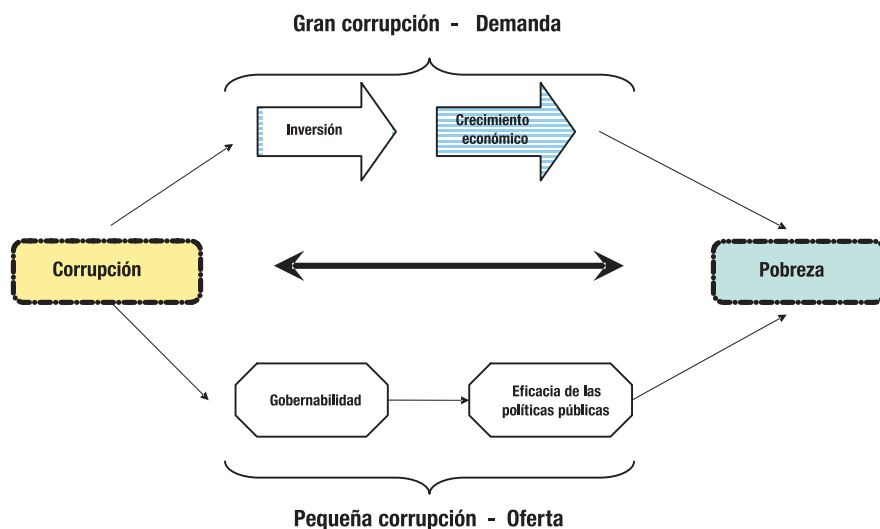 Gran corrupción - Demanda
Inversión
Crecimiento
económico
Corrupción
Pobreza
Gobernabilidad
Eficacia de las
políticas públicas
Pequeña corrupción - Oferta